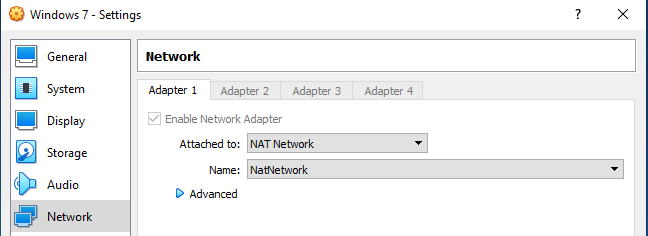 Windows 7 - Settings
General
System
Display
Storage
Audio
Network
Network
Adapter 1 Adapter 2 Adapter 3 Adapter 4
Enable Network Adapter
Attached to: NAT Network
Name: NatNetwork
Advanced